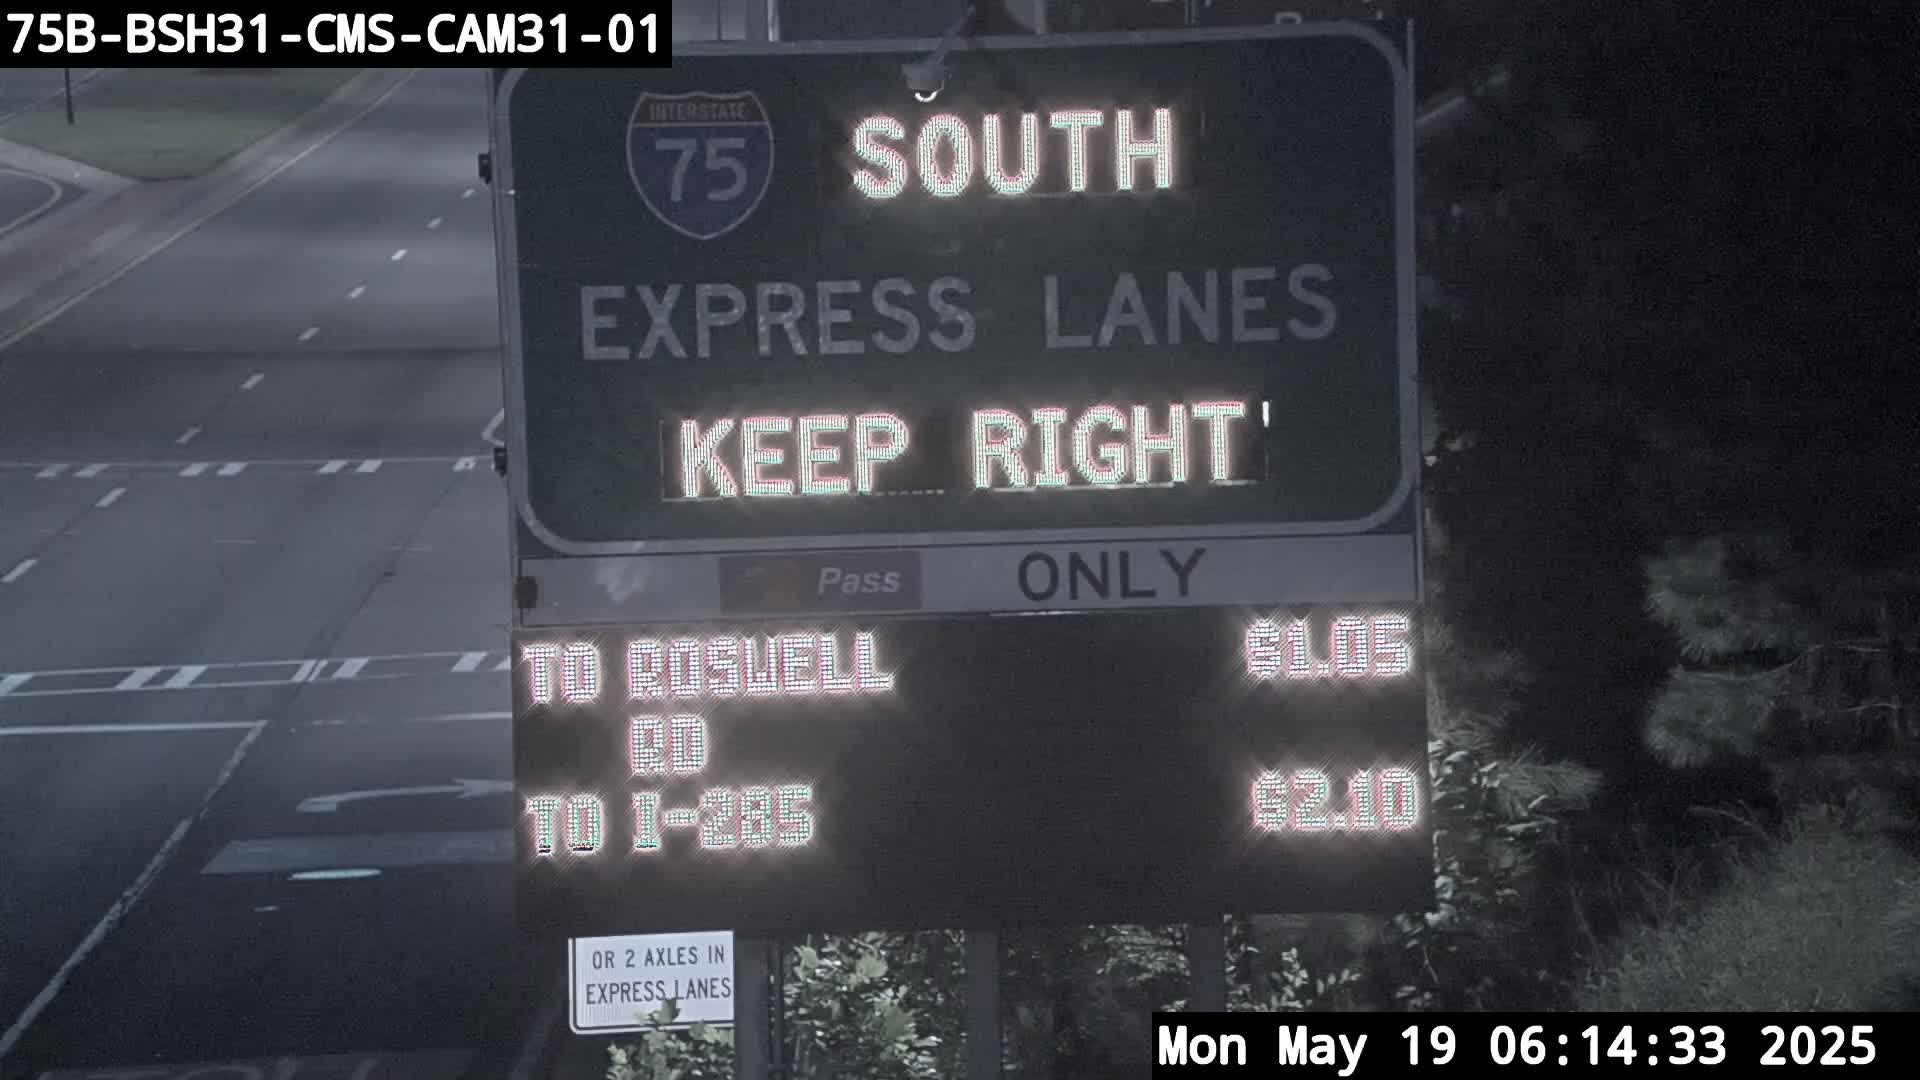 75B-BSH31-CMS-CAM31-01
INTERSTATE
75
SOUTH
EXPRESS LANES
KEEP RIGHT
Pass ONLY
TO ROSWELL $1.05
RD
TO I-285 $2.10
OR 2 AXLES IN
EXPRESS LANES
Mon May 19 06:14:33 2025